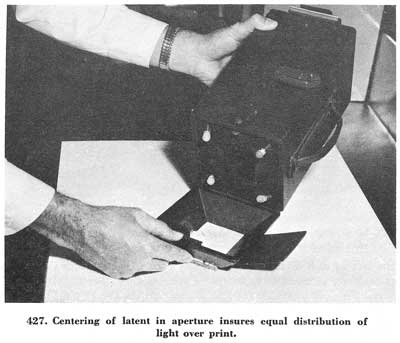 427. Centering of latent in aperture insures equal distribution of
light over print.